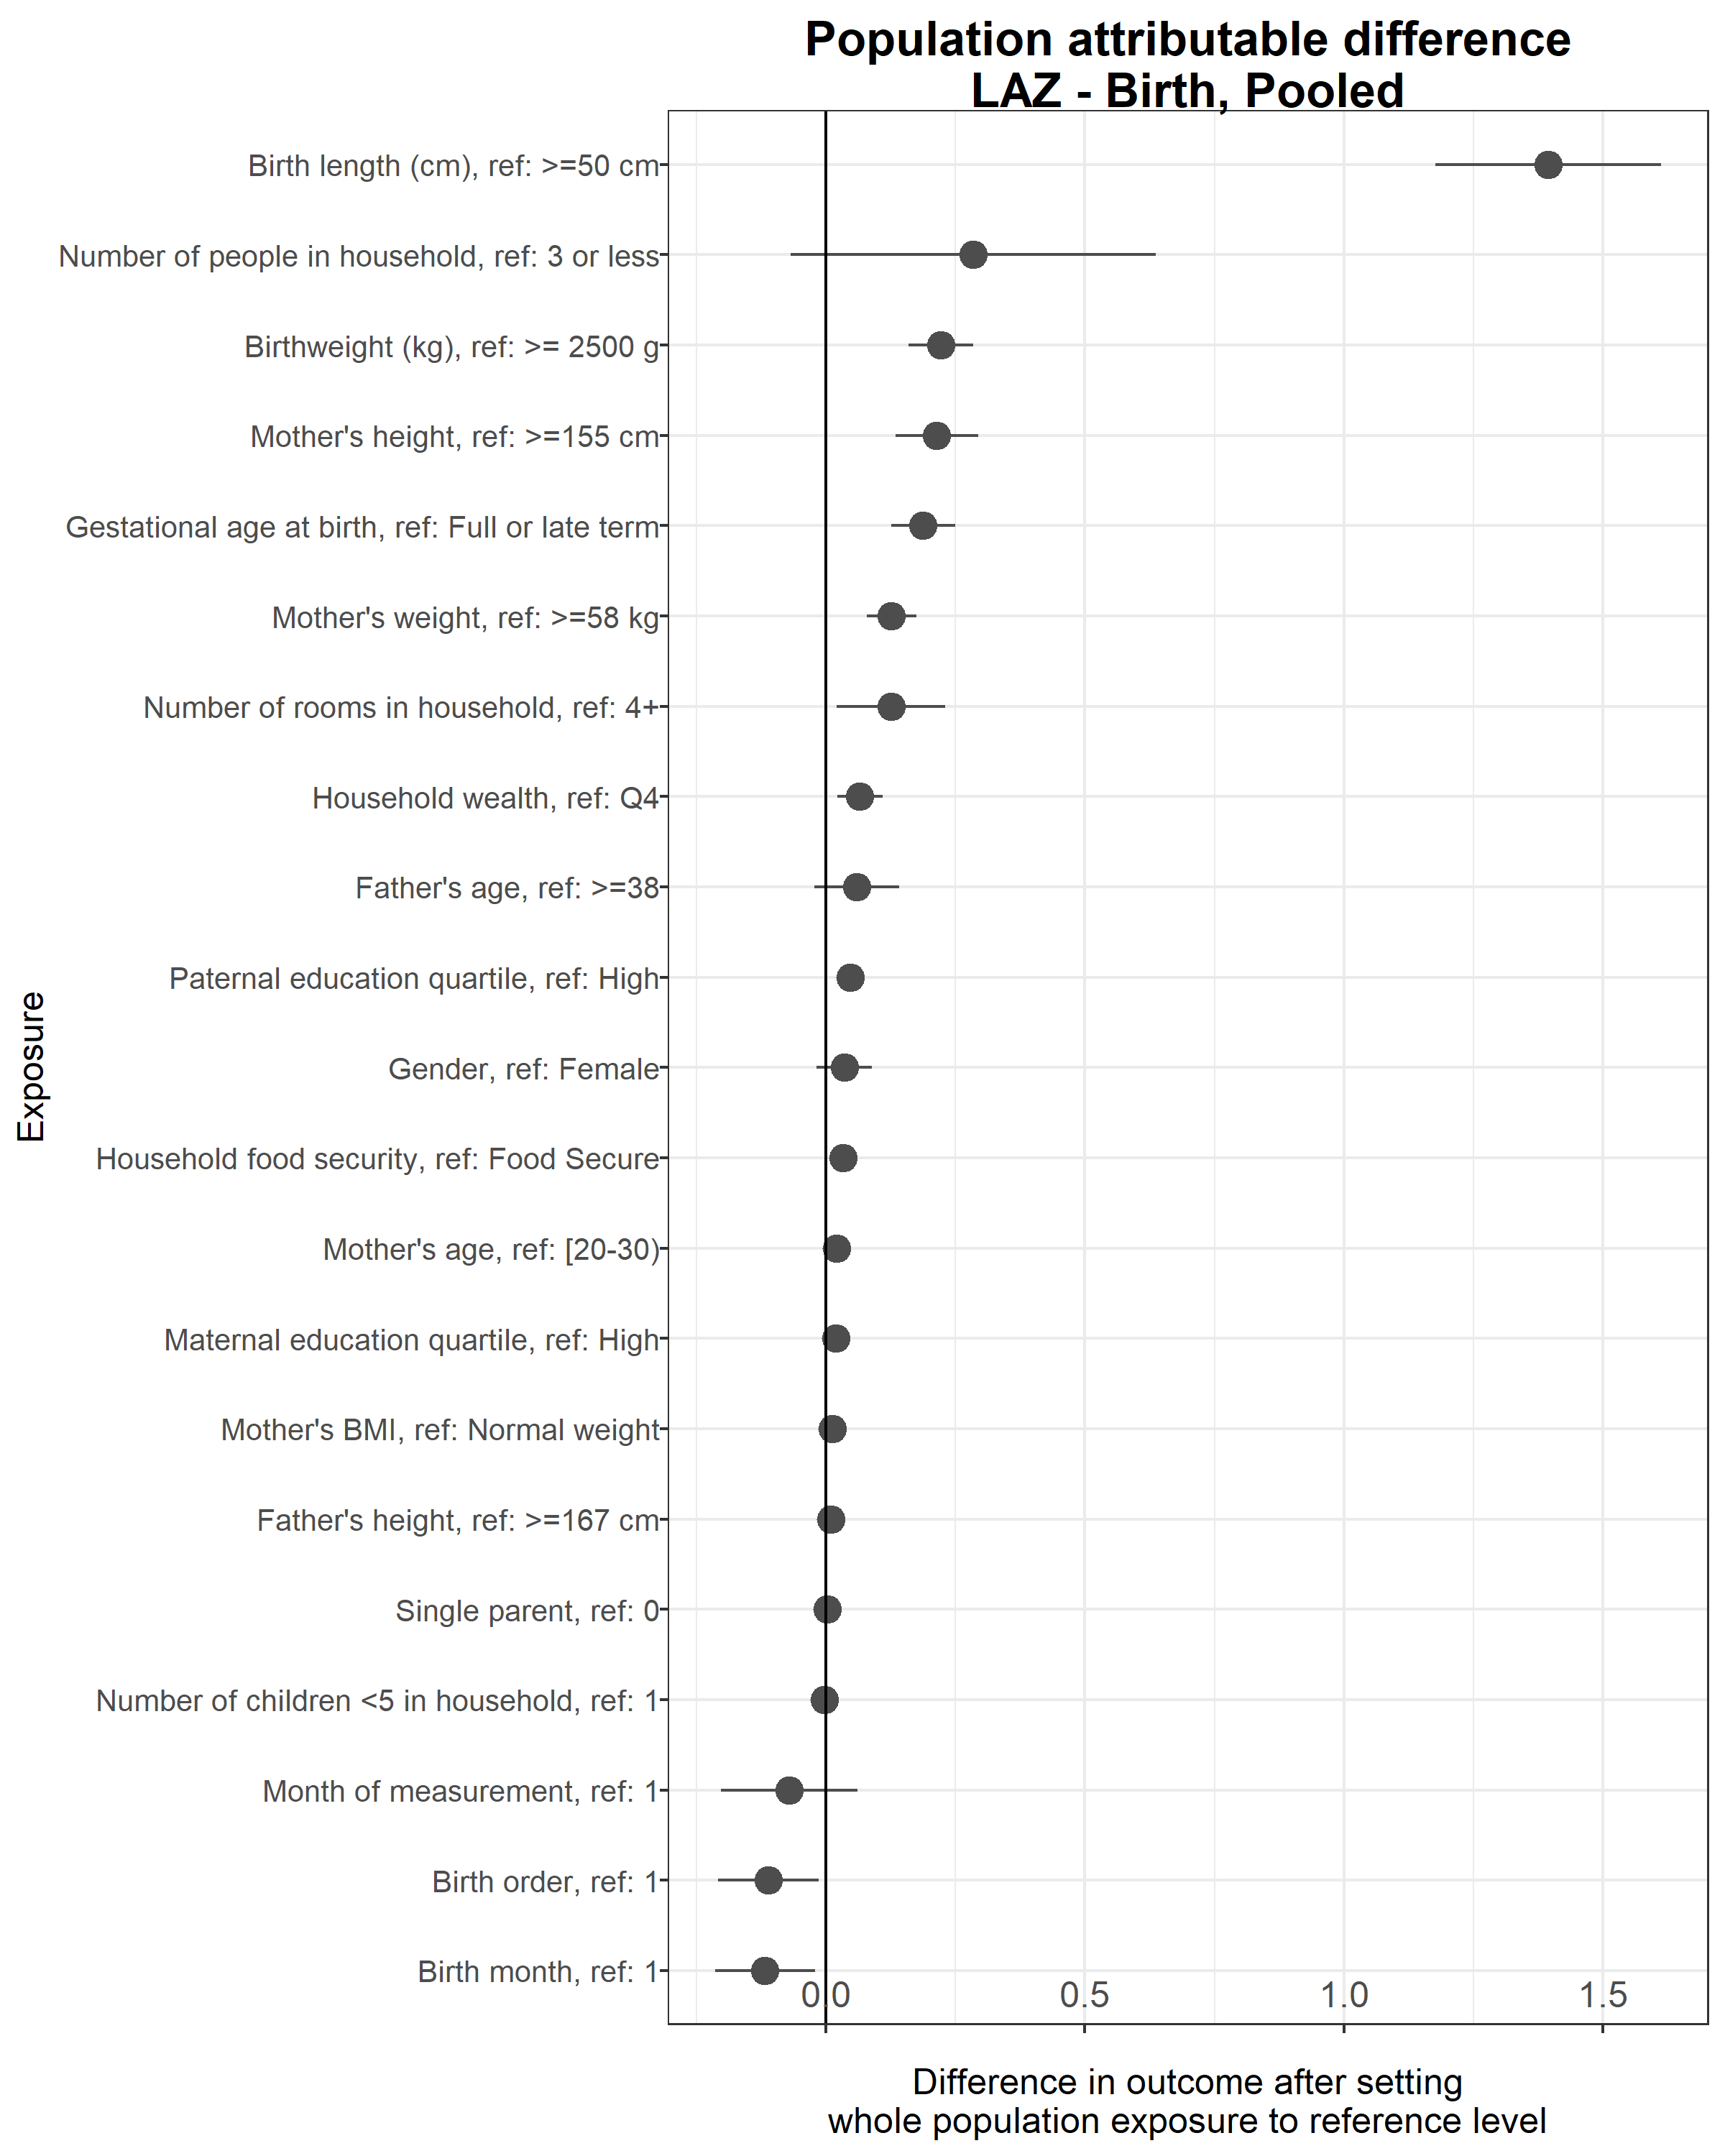 Population attributable difference
LAZ - Birth, Pooled
Birth length (cm), ref: >=50 cm
Number of people in household, ref: 3 or less
Birthweight (kg), ref: >= 2500 g
Mother's height, ref: >=155 cm
Gestational age at birth, ref: Full or late term
Mother's weight, ref: >=58 kg
Number of rooms in household, ref: 4+
Household wealth, ref: Q4
Father's age, ref: >=38
Paternal education quartile, ref: High
Gender, ref: Female
Household food security, ref: Food Secure
Mother's age, ref: [20-30)
Maternal education quartile, ref: High
Mother's BMI, ref: Normal weight
Father's height, ref: >=167 cm
Single parent, ref: 0
Number of children <5 in household, ref: 1
Month of measurement, ref: 1
Birth order, ref: 1
Birth month, ref: 1
Exposure
0.0 0.5 1.0 1.5
Difference in outcome after setting
whole population exposure to reference level